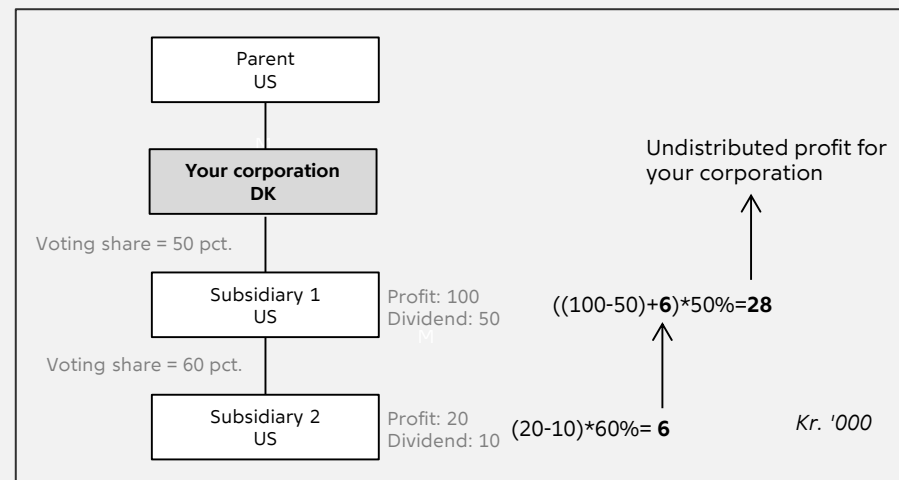 Parent
US
Your corporation
DK
Undistributed profit for
your corporation
Voting share = 50 pct.
Subsidiary 1
US
Profit: 100
Dividend: 50
((100-50)+6)*50%=28
M
Voting share = 60 pct.
Subsidiary 2
US
Profit: 20
Dividend: 10
(20-10)*60%= 6
Kr. '000